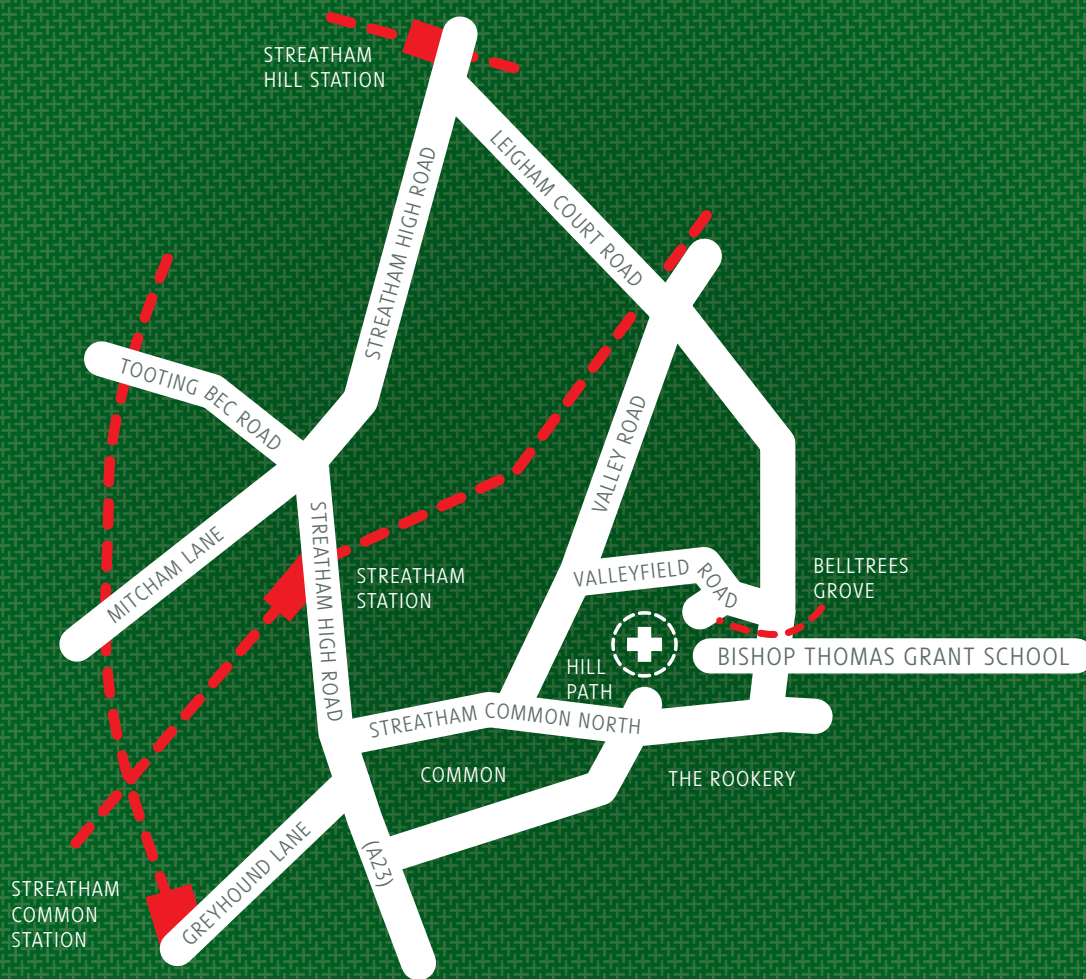 STREATHAM
HILL STATION
LEIGHAM COURT ROAD
STREATHAM HIGH ROAD
TOOTING BEC ROAD
VALLEY ROAD
STREATHAM HIGH ROAD
MITCHAM LANE
STREATHAM
STATION
VALLEYFIELD ROAD
BELLTREES
GROVE
BISHOP THOMAS GRANT SCHOOL
HILL
PATH
STREATHAM COMMON NORTH
COMMON
THE ROOKERY
GREYHOUND LANE
(A23)
STREATHAM
COMMON
STATION